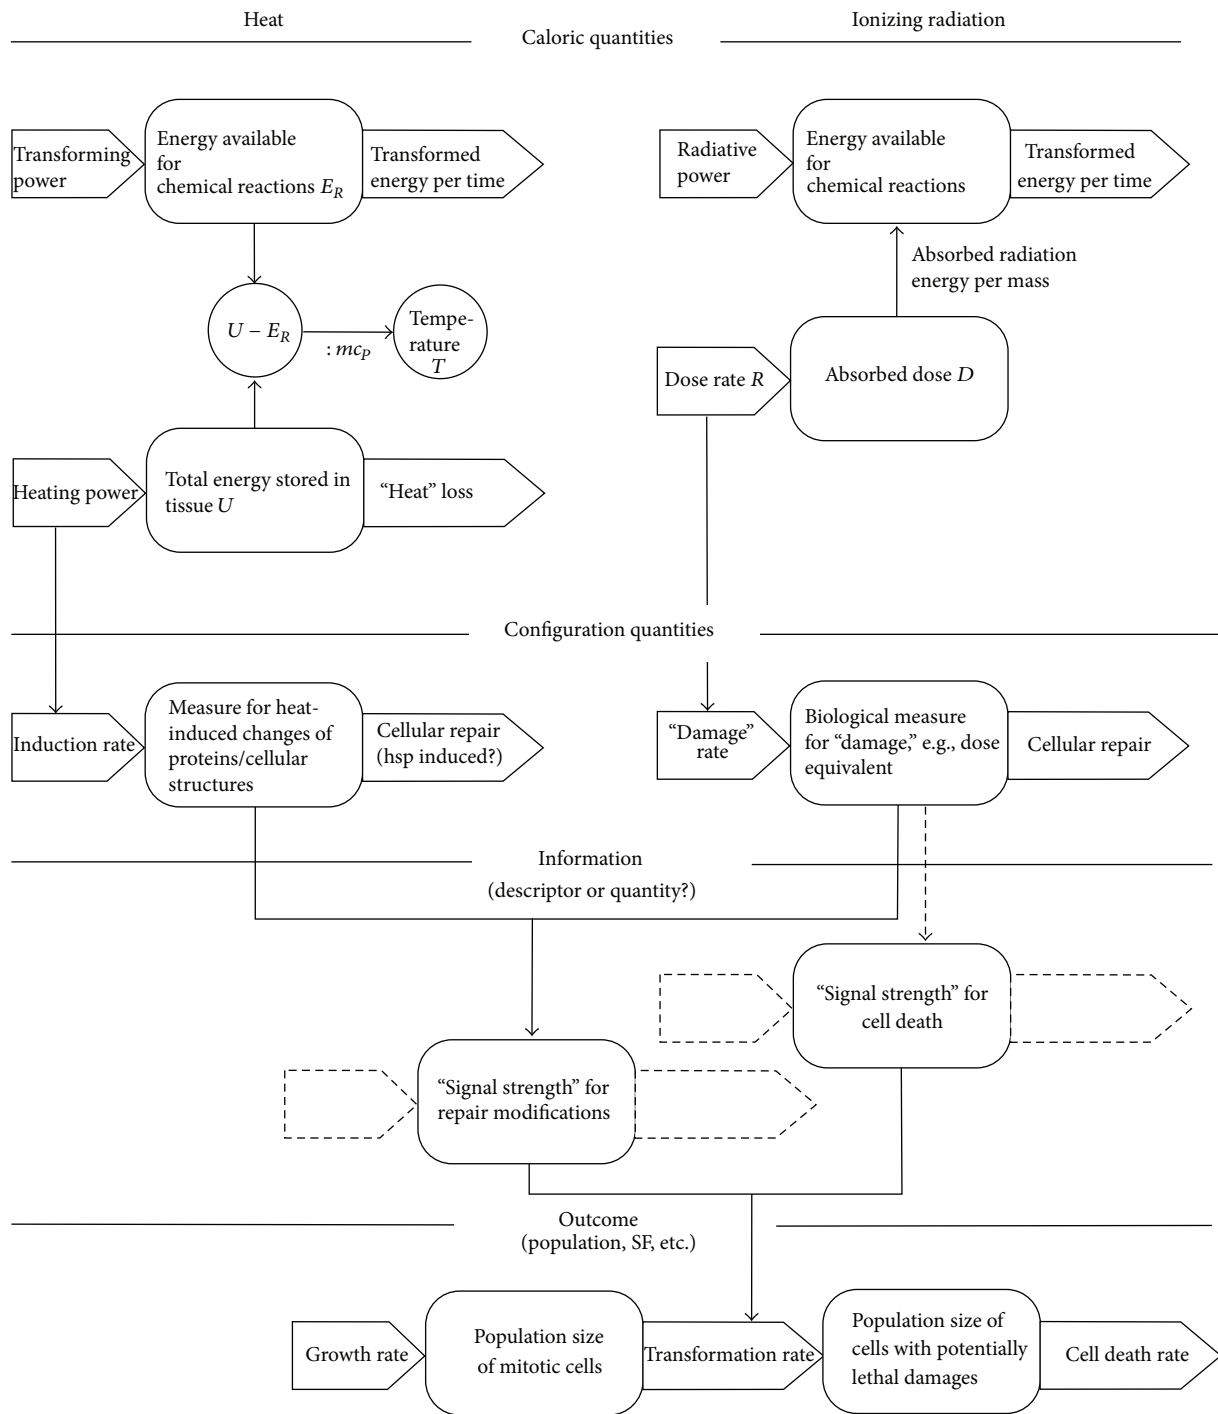 Heat
Ionizing radiation
Caloric quantities
Transforming
power
Energy available
for
chemical reactions E_R
Transformed
energy per time
Radiative
power
Energy available
for
chemical reactions
Transformed
energy per time
Absorbed radiation
energy per mass
U – E_R
: mc_P
Tempe-
rature
T
Dose rate R
Absorbed dose D
Heating power
Total energy stored in
tissue U
“Heat” loss
Configuration quantities
Induction rate
Measure for heat-
induced changes of
proteins/cellular
structures
Cellular repair
(hsp induced?)
“Damage”
rate
Biological measure
for “damage,” e.g., dose
equivalent
Cellular repair
Information
(descriptor or quantity?)
“Signal strength” for
cell death
“Signal strength” for
repair modifications
Outcome
(population, SF, etc.)
Growth rate
Population size
of mitotic cells
Transformation rate
Population size of
cells with potentially
lethal damages
Cell death rate